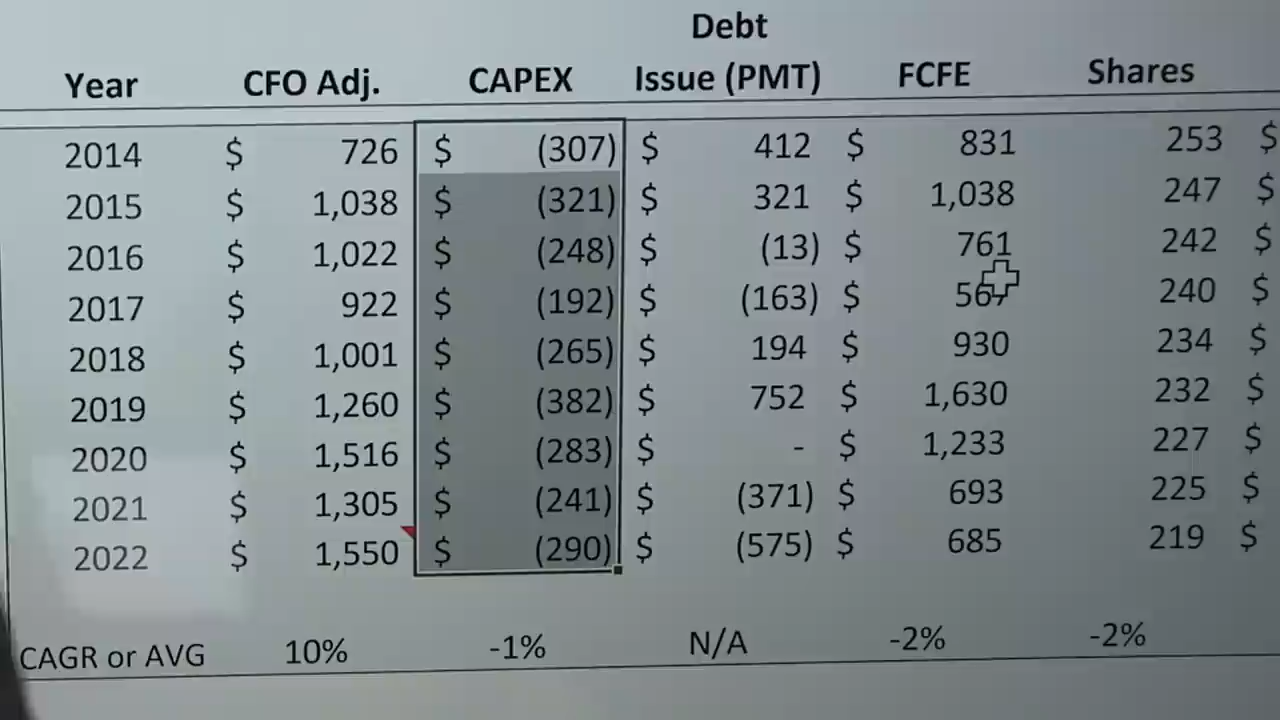 Debt
Year CFO Adj. CAPEX Issue (PMT) FCFE Shares
2014 $ 726 $ (307) $ 412 $ 831 253 $
2015 $ 1,038 $ (321) $ 321 $ 1,038 247 $
2016 $ 1,022 $ (248) $ (13) $ 761 242 $
2017 $ 922 $ (192) $ (163) $ 240 $
2018 $ 1,001 $ (265) $ 194 $ 930 234 $
2019 $ 1,260 $ (382) $ 752 $ 1,630 232 $
2020 $ 1,516 $ (283) $ - $ 1,233 227 $
2021 $ 1,305 $ (241) $ (371) $ 693 225 $
2022 $ 1,550 $ (290) $ (575) $ 685 219 $
CAGR or AVG 10% -1% N/A -2% -2%